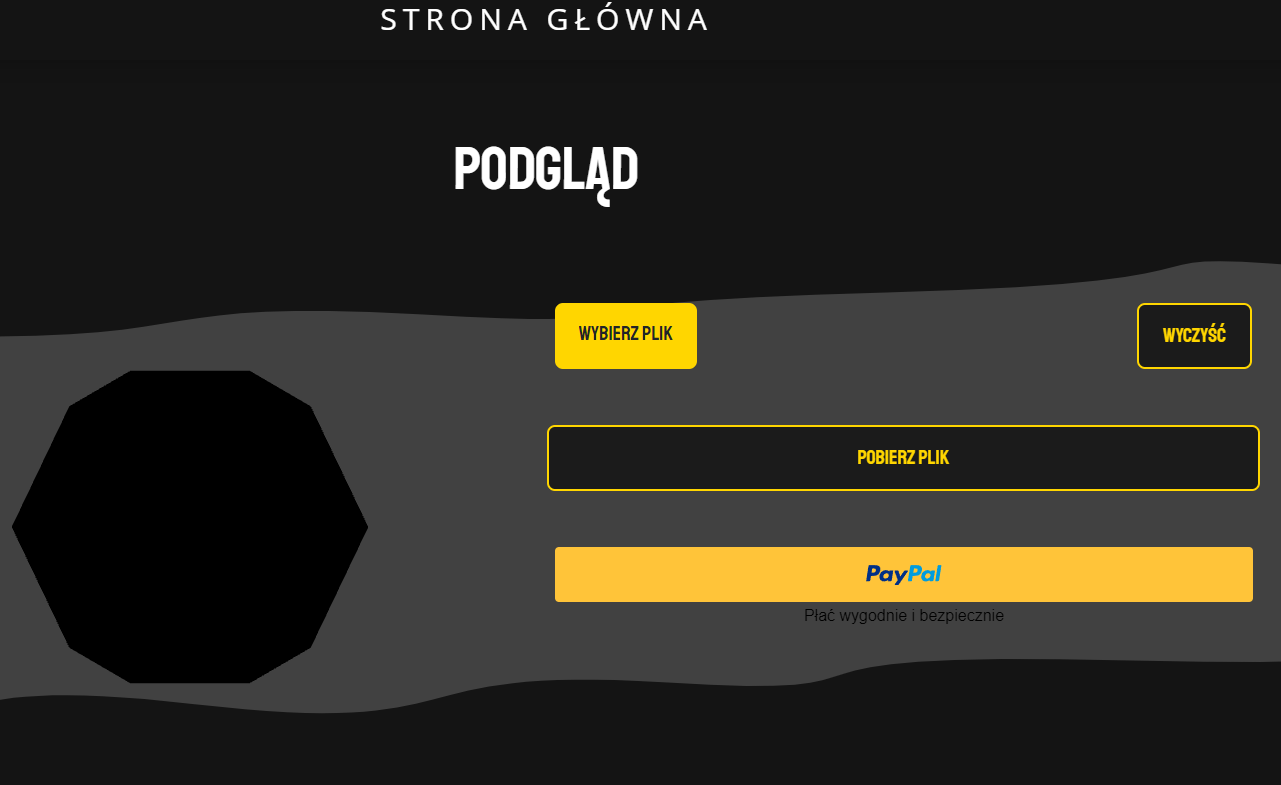 STRONA GŁÓWNA
PODGLĄD
WYBIERZ PLIK
WYCZYŚĆ
POBIERZ PLIK
PayPal
Płać wygodnie i bezpiecznie